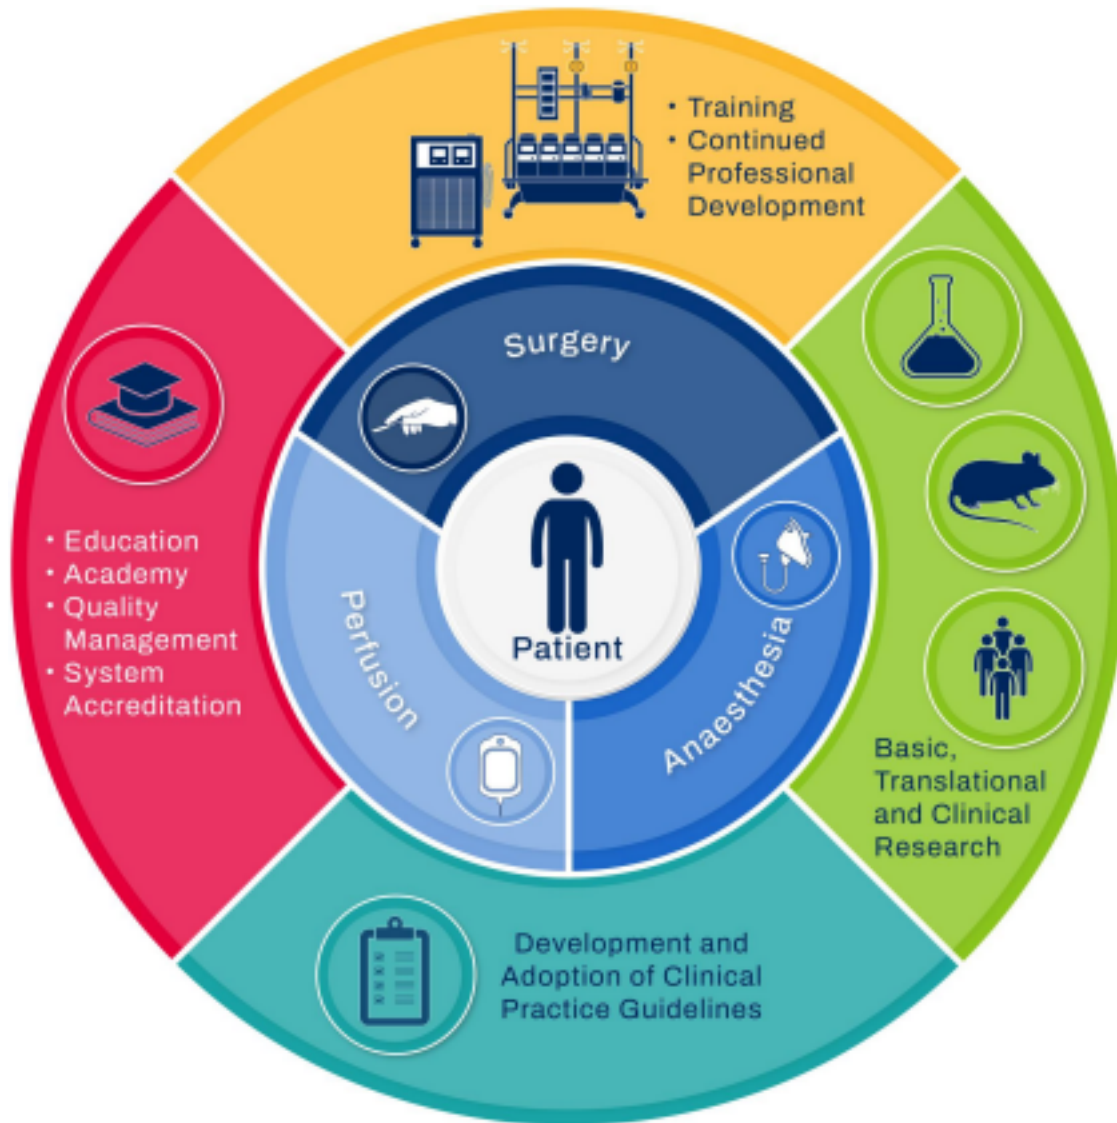 • Training
• Continued
Professional
Development
Surgery
• Education
• Academy
• Quality
Management
• System
Accreditation
Perfusion
Patient
Anaesthesia
Basic,
Translational
and Clinical
Research
Development and
Adoption of Clinical
Practice Guidelines